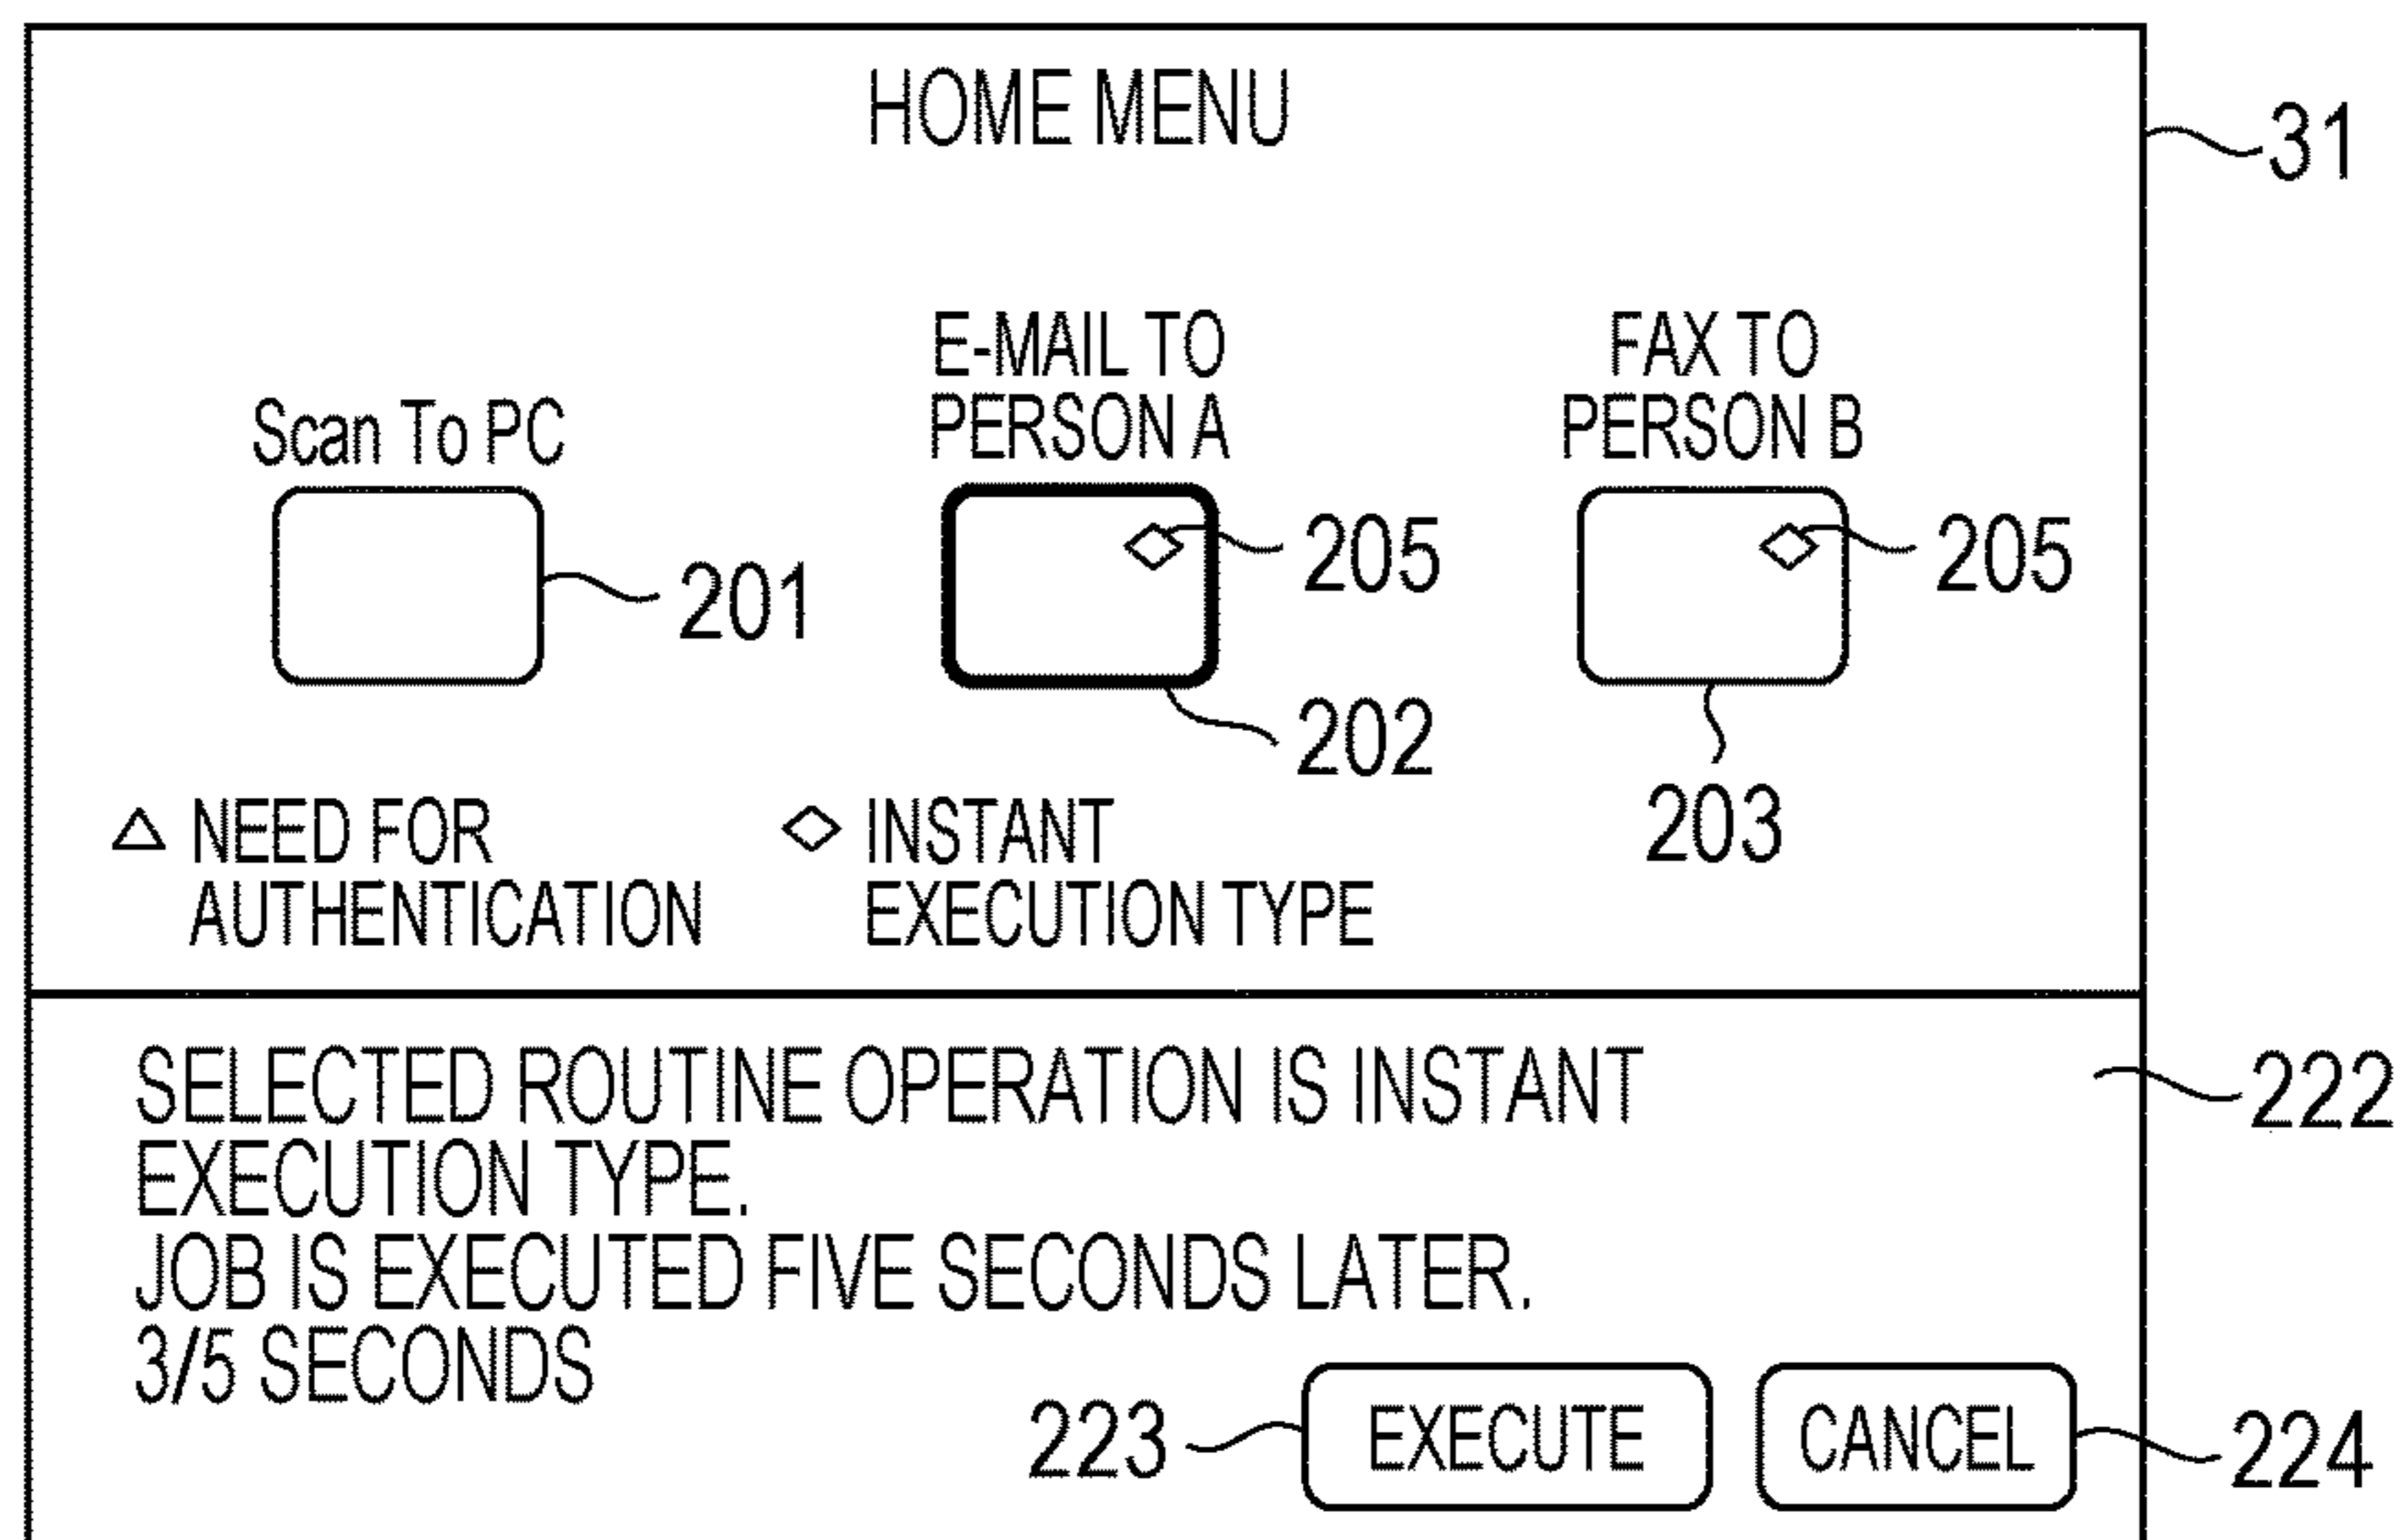 HOME MENU
31
E-MAIL TO
PERSON A
FAX TO
PERSON B
Scan To PC
201
205
205
202
203
△ NEED FOR
AUTHENTICATION
◇ INSTANT
EXECUTION TYPE
SELECTED ROUTINE OPERATION IS INSTANT
EXECUTION TYPE.
JOB IS EXECUTED FIVE SECONDS LATER.
3/5 SECONDS
222
223
EXECUTE
CANCEL
224